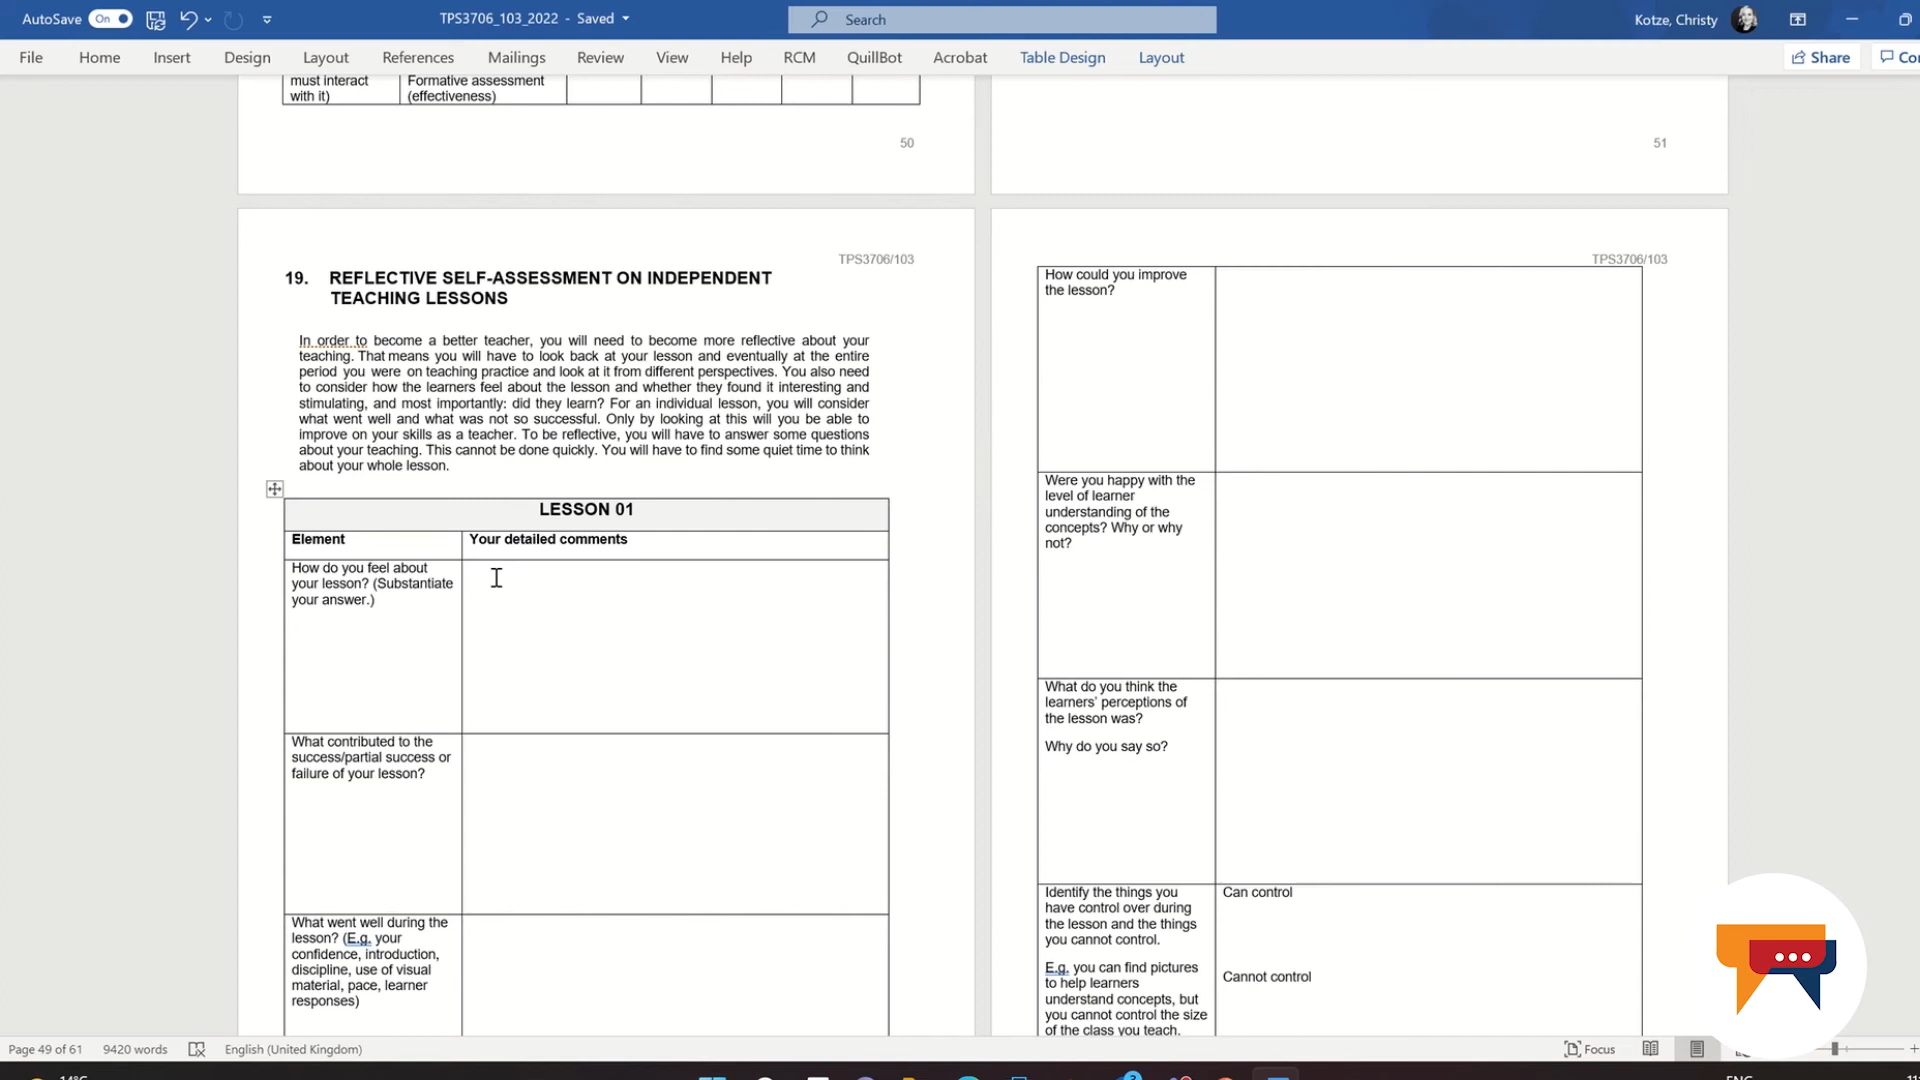 AutoSave On TPS3706_103_2022 - Saved Search Kotze, Christy
File Home Insert Design Layout References Mailings Review View Help RCM QuillBot Acrobat Table Design Layout Share
must interact
with it)
Formative assessment
(effectiveness)
50
51
TPS3706/103
19. REFLECTIVE SELF-ASSESSMENT ON INDEPENDENT
TEACHING LESSONS
In order to become a better teacher, you will need to become more reflective about your
teaching. That means you will have to look back at your lesson and eventually at the entire
period you were on teaching practice and look at it from different perspectives. You also need
to consider how the learners feel about the lesson and whether they found it interesting and
stimulating, and most importantly: did they learn? For an individual lesson, you will consider
what went well and what was not so successful. Only by looking at this will you be able to
improve on your skills as a teacher. To be reflective, you will have to answer some questions
about your teaching. This cannot be done quickly. You will have to find some quiet time to think
about your whole lesson.
LESSON 01
Element Your detailed comments
How do you feel about
your lesson? (Substantiate
your answer.)
What contributed to the
success/partial success or
failure of your lesson?
What went well during the
lesson? (E.g. your
confidence, introduction,
discipline, use of visual
material, pace, learner
responses)
TPS3706/103
How could you improve
the lesson?
Were you happy with the
level of learner
understanding of the
concepts? Why or why
not?
What do you think the
learners' perceptions of
the lesson was?
Why do you say so?
Identify the things you
have control over during
the lesson and the things
you cannot control.
E.g. you can find pictures
to help learners
understand concepts, but
you cannot control the size
of the class you teach.
Can control
Cannot control
Page 49 of 61 9420 words English (United Kingdom) Focus
14°C
ENG